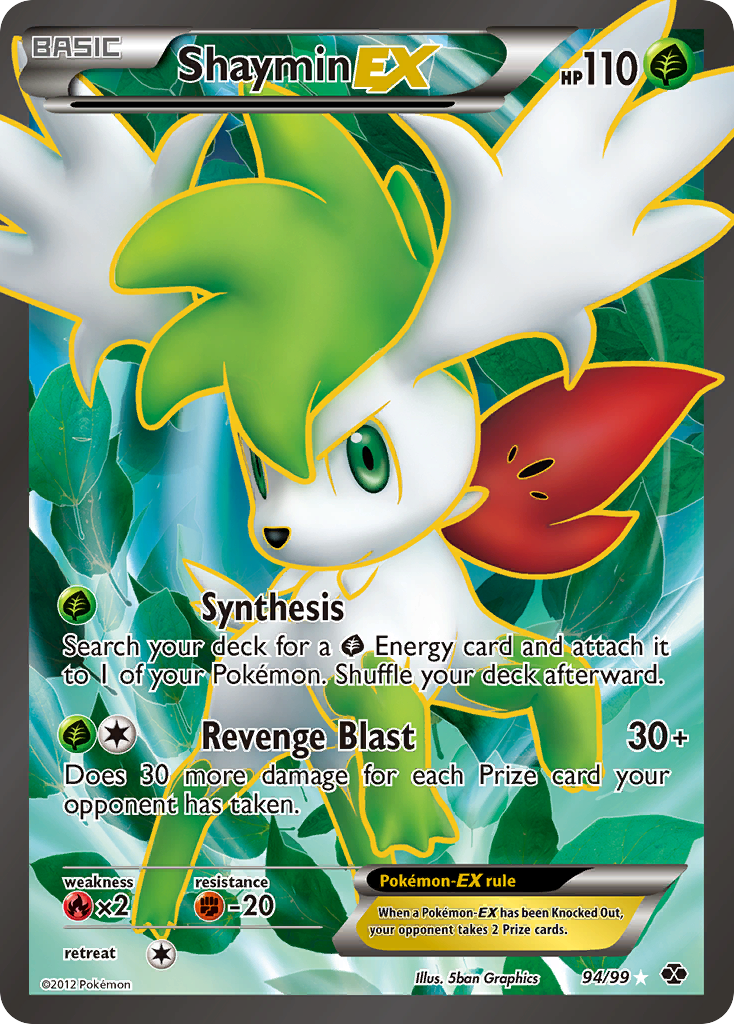 BASIC
Shaymin EX
HP110
Synthesis
Search your deck for a Energy card and attach it
to 1 of your Pokémon. Shuffle your deck afterward.
Revenge Blast 30+
Does 30 more damage for each Prize card your
opponent has taken.
weakness resistance
×2 -20
retreat
Pokémon-EX rule
When a Pokémon-EX has been Knocked Out,
your opponent takes 2 Prize cards.
©2012 Pokémon
Illus. 5ban Graphics
94/99